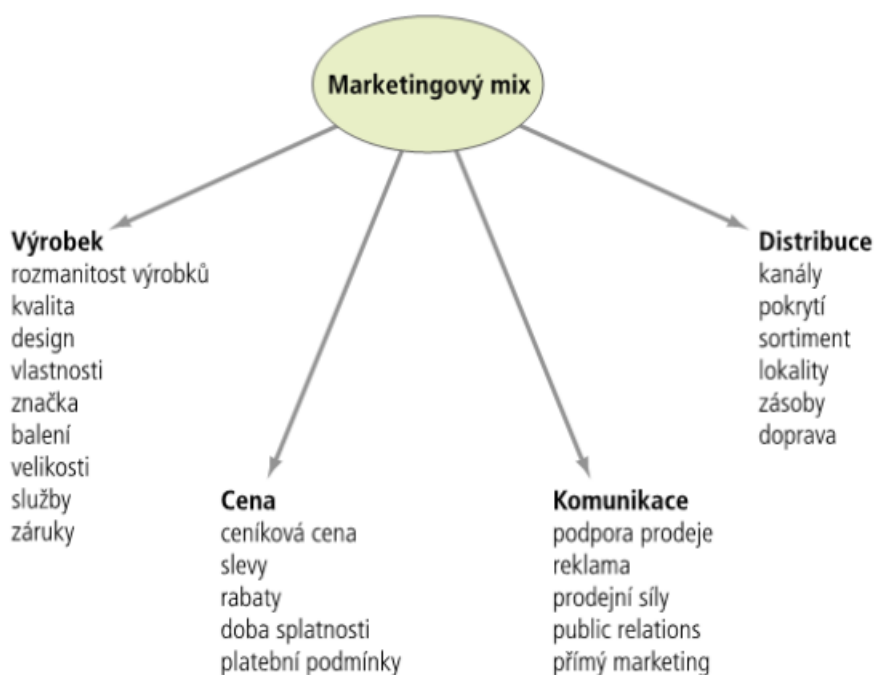 Marketingový mix
Výrobek
rozmanitost výrobků
kvalita
design
vlastnosti
značka
balení
velikosti
služby
záruky
Cena
ceníková cena
slevy
rabaty
doba splatnosti
platební podmínky
Komunikace
podpora prodeje
reklama
prodejní síly
public relations
přímý marketing
Distribuce
kanály
pokrytí
sortiment
lokality
zásoby
doprava